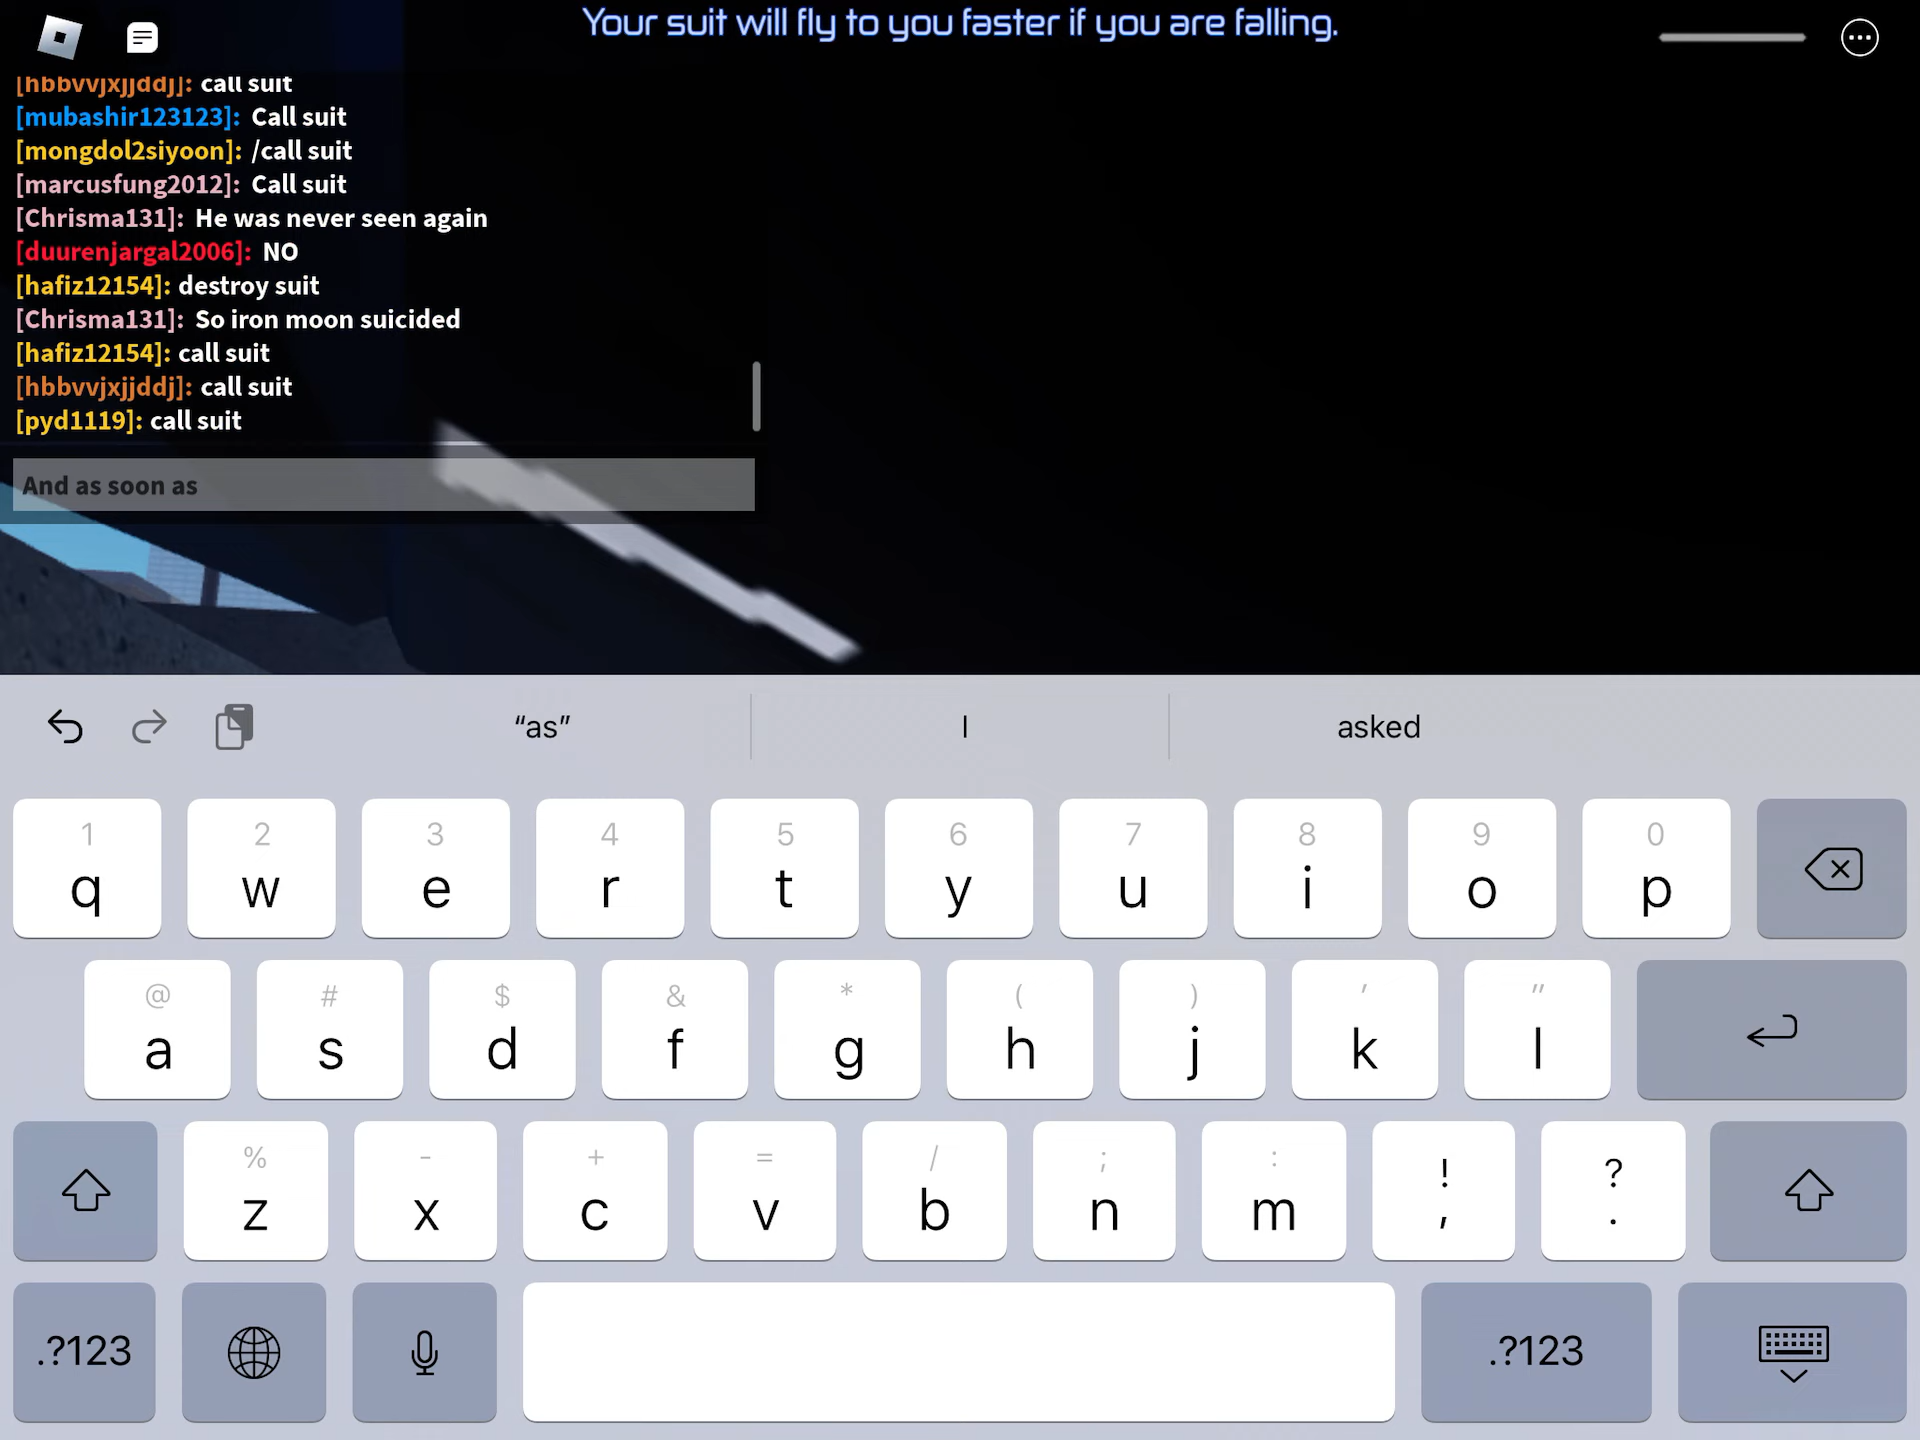 Your suit will fly to you faster if you are falling.
[hbbvvjxjjddj]: call suit
[mubashir123123]: Call suit
[mongdol2siyoon]: /call suit
[marcusfung2012]: Call suit
[Chrisma131]: He was never seen again
[duurenjargal2006]: NO
[hafiz12154]: destroy suit
[Chrisma131]: So iron moon suicided
[hafiz12154]: call suit
[hbbvvjxjjddj]: call suit
[pyd1119]: call suit
And as soon as
“as” I asked
1 2 3 4 5 6 7 8 9 0
q w e r t y u i o p
@ # $ & * ( ) ' "
a s d f g h j k l
% - + = / ; : ! ?
z x c v b n m , .
.?123 .?123